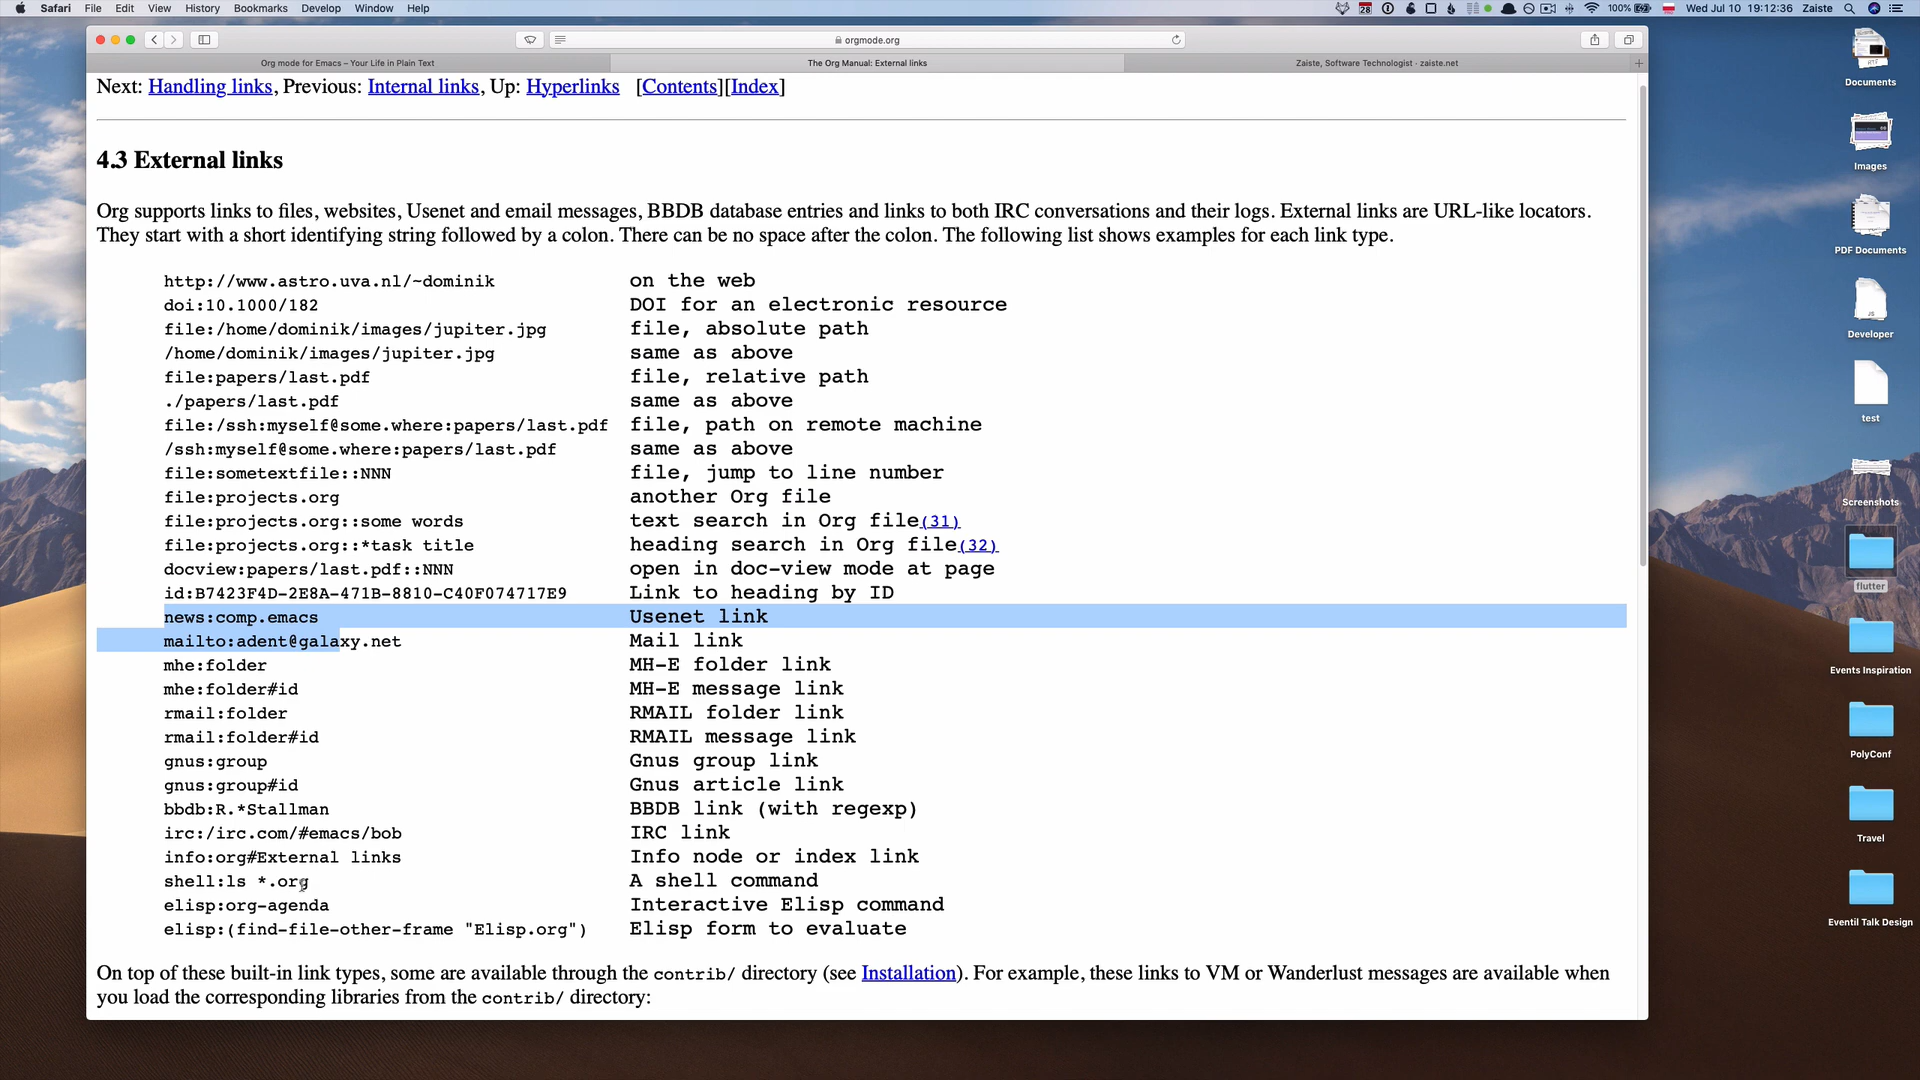 Safari File Edit View History Bookmarks Develop Window Help
28 100% Wed Jul 10 19:12:36 Zaiste
orgmode.org
Org mode for Emacs – Your Life in Plain Text
The Org Manual: External links
Zaiste, Software Technologist · zaiste.net
Next: Handling links, Previous: Internal links, Up: Hyperlinks [Contents][Index]
4.3 External links
Org supports links to files, websites, Usenet and email messages, BBDB database entries and links to both IRC conversations and their logs. External links are URL-like locators.
They start with a short identifying string followed by a colon. There can be no space after the colon. The following list shows examples for each link type.
http://www.astro.uva.nl/~dominik on the web
doi:10.1000/182 DOI for an electronic resource
file:/home/dominik/images/jupiter.jpg file, absolute path
/home/dominik/images/jupiter.jpg same as above
file:papers/last.pdf file, relative path
./papers/last.pdf same as above
file:/ssh:myself@some.where:papers/last.pdf file, path on remote machine
/ssh:myself@some.where:papers/last.pdf same as above
file:sometextfile::NNN file, jump to line number
file:projects.org another Org file
file:projects.org::some words text search in Org file(31)
file:projects.org::*task title heading search in Org file(32)
docview:papers/last.pdf::NNN open in doc-view mode at page
id:B7423F4D-2E8A-471B-8810-C40F074717E9 Link to heading by ID
news:comp.emacs Usenet link
mailto:adent@galaxy.net Mail link
mhe:folder MH-E folder link
mhe:folder#id MH-E message link
rmail:folder RMAIL folder link
rmail:folder#id RMAIL message link
gnus:group Gnus group link
gnus:group#id Gnus article link
bbdb:R.*Stallman BBDB link (with regexp)
irc:/irc.com/#emacs/bob IRC link
info:org#External links Info node or index link
shell:ls *.org A shell command
elisp:org-agenda Interactive Elisp command
elisp:(find-file-other-frame "Elisp.org") Elisp form to evaluate
On top of these built-in link types, some are available through the contrib/ directory (see Installation). For example, these links to VM or Wanderlust messages are available when
you load the corresponding libraries from the contrib/ directory:
Documents
Images
PDF Documents
JS
Developer
test
Screenshots
flutter
Events Inspiration
PolyConf
Travel
Eventil Talk Design